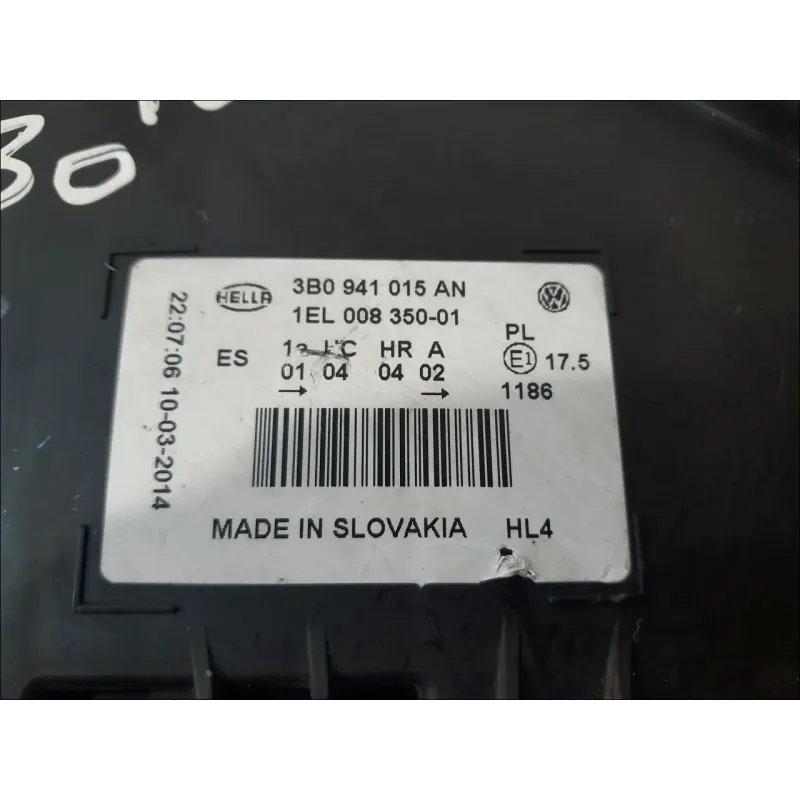 30
HELLA
3B0 941 015 AN
1EL 008 350-01
PL
ES HR A
E1 17.5
01 04 04 02
1186
22:07:06 10-03-2014
MADE IN SLOVAKIA HL4